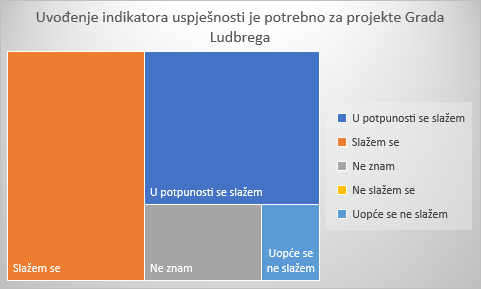 Uvođenje indikatora uspješnosti je potrebno za projekte Grada
Ludbrega
U potpunosti se slažem
Slažem se
Ne znam
Uopće se
ne slažem
U potpunosti se slažem
Slažem se
Ne znam
Ne slažem se
Uopće se ne slažem